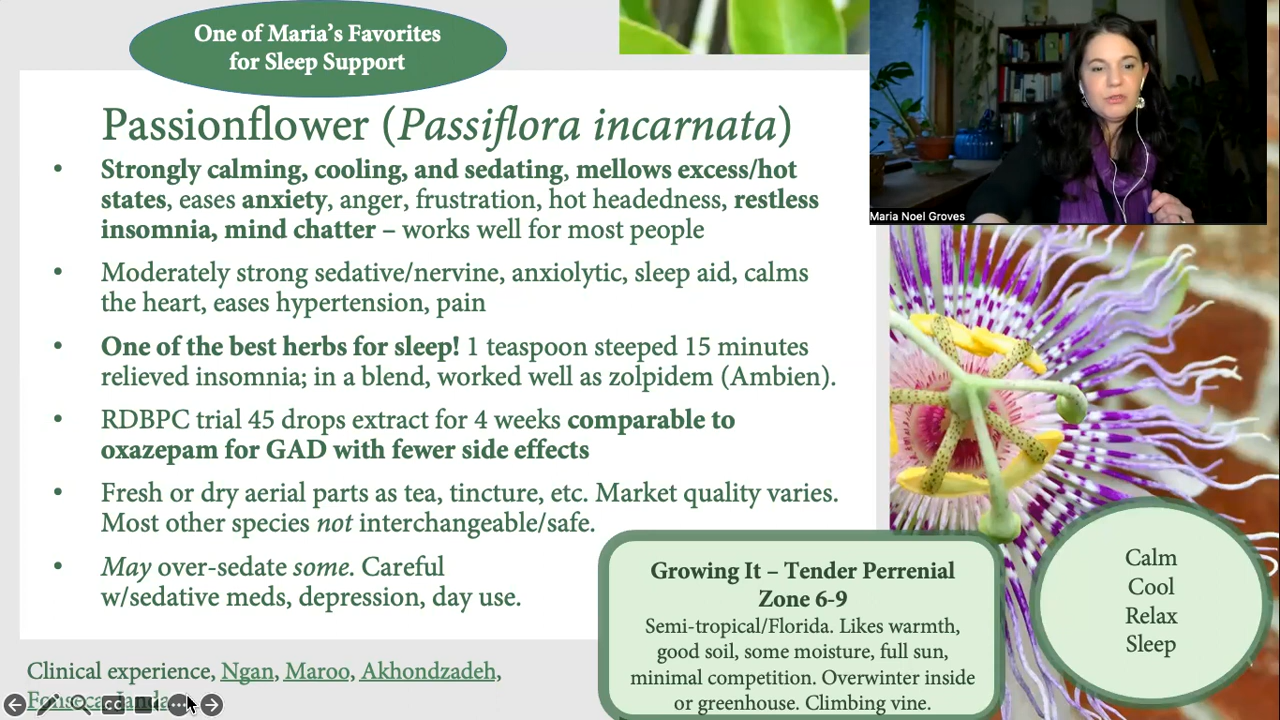 One of Maria's Favorites
for Sleep Support
Maria Noel Groves
Passionflower (Passiflora incarnata)
• Strongly calming, cooling, and sedating, mellows excess/hot
states, eases anxiety, anger, frustration, hot headedness, restless
insomnia, mind chatter – works well for most people
• Moderately strong sedative/nervine, anxiolytic, sleep aid, calms
the heart, eases hypertension, pain
• One of the best herbs for sleep! 1 teaspoon steeped 15 minutes
relieved insomnia; in a blend, worked well as zolpidem (Ambien).
• RDBPC trial 45 drops extract for 4 weeks comparable to
oxazepam for GAD with fewer side effects
• Fresh or dry aerial parts as tea, tincture, etc. Market quality varies.
Most other species not interchangeable/safe.
• May over-sedate some. Careful
w/sedative meds, depression, day use.
Growing It – Tender Perrenial
Zone 6-9
Semi-tropical/Florida. Likes warmth,
good soil, some moisture, full sun,
minimal competition. Overwinter inside
or greenhouse. Climbing vine.
Calm
Cool
Relax
Sleep
Clinical experience, Ngan, Maroo, Akhondzadeh,
CC